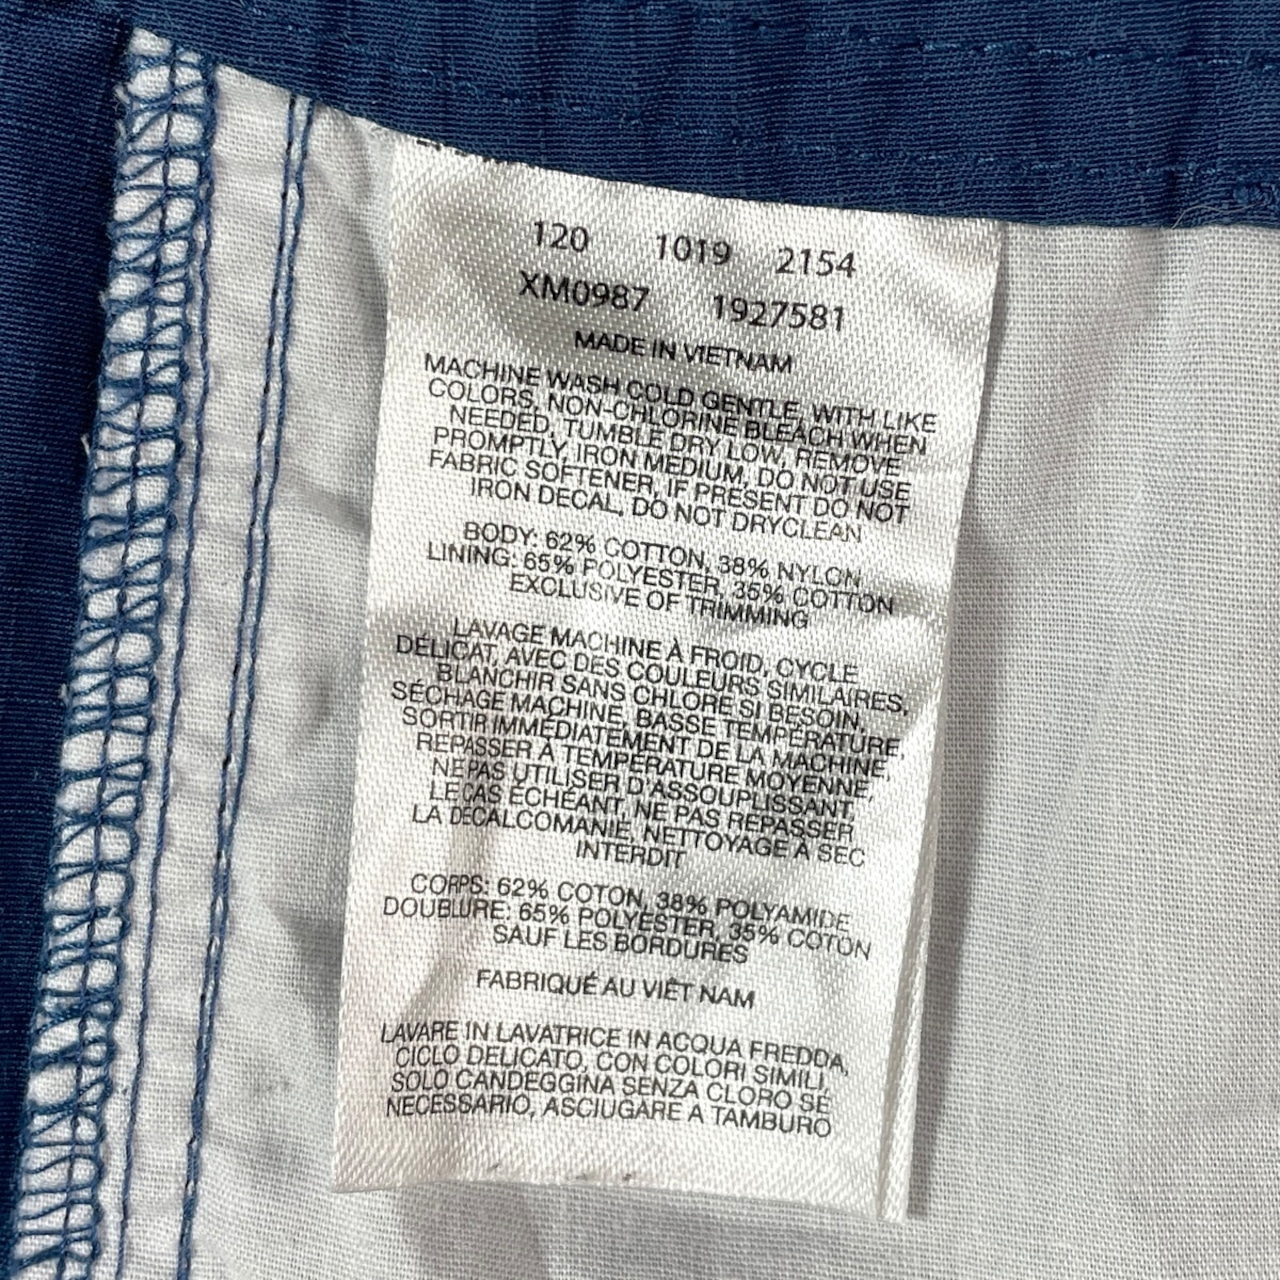 120 1019 2154
XM0987 1927581
MADE IN VIETNAM
MACHINE WASH COLD GENTLE, WITH LIKE
COLORS, NON-CHLORINE BLEACH WHEN
NEEDED, TUMBLE DRY LOW, REMOVE
PROMPTLY, IRON MEDIUM, DO NOT USE
FABRIC SOFTENER, IF PRESENT DO NOT
IRON DECAL, DO NOT DRYCLEAN
BODY: 62% COTTON, 38% NYLON
LINING: 65% POLYESTER, 35% COTTON
EXCLUSIVE OF TRIMMING
LAVAGE MACHINE À FROID, CYCLE
DÉLICAT, AVEC DES COULEURS SIMILAIRES,
BLANCHIR SANS CHLORE SI BESOIN,
SÉCHAGE MACHINE, BASSE TEMPÉRATURE,
SORTIR IMMÉDIATEMENT DE LA MACHINE,
REPASSER À TEMPÉRATURE MOYENNE,
NE PAS UTILISER D'ASSOUPLISSANT,
LE CAS ÉCHÉANT, NE PAS REPASSER
LA DÉCALCOMANIE, NETTOYAGE À SEC
INTERDIT
CORPS: 62% COTON, 38% POLYAMIDE
DOUBLURE: 65% POLYESTER, 35% COTON
SAUF LES BORDURES
FABRIQUÉ AU VIÊT NAM
LAVARE IN LAVATRICE IN ACQUA FREDDA,
CICLO DELICATO, CON COLORI SIMILI,
SOLO CANDEGGINA SENZA CLORO SE
NECESSARIO, ASCIUGARE A TAMBURO